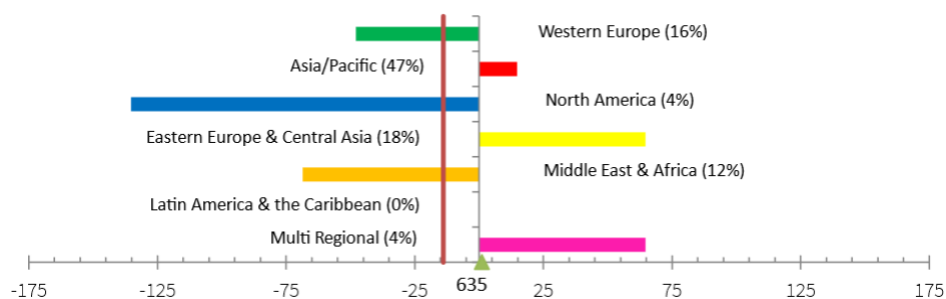 Western Europe (16%)
Asia/Pacific (47%)
North America (4%)
Eastern Europe & Central Asia (18%)
Middle East & Africa (12%)
Latin America & the Caribbean (0%)
Multi Regional (4%)
635
-175 -125 -75 -25 25 75 125 175